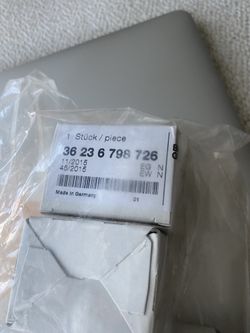 1 Stück / piece
36 23 6 798 726
11/2015 EG N
45/2015 EW N
Made in Germany 01